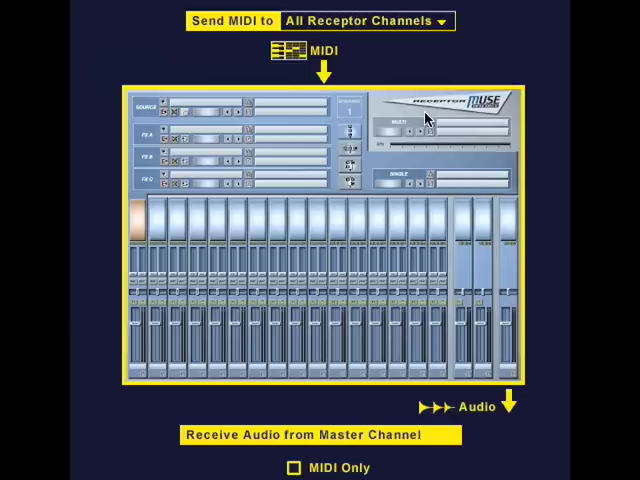 Send MIDI to All Receptor Channels
MIDI
RECEPTOR MUSE
SOURCE
1
MULTI
FX A
FX B
FX C
SINGLE
Audio
Receive Audio from Master Channel
MIDI Only